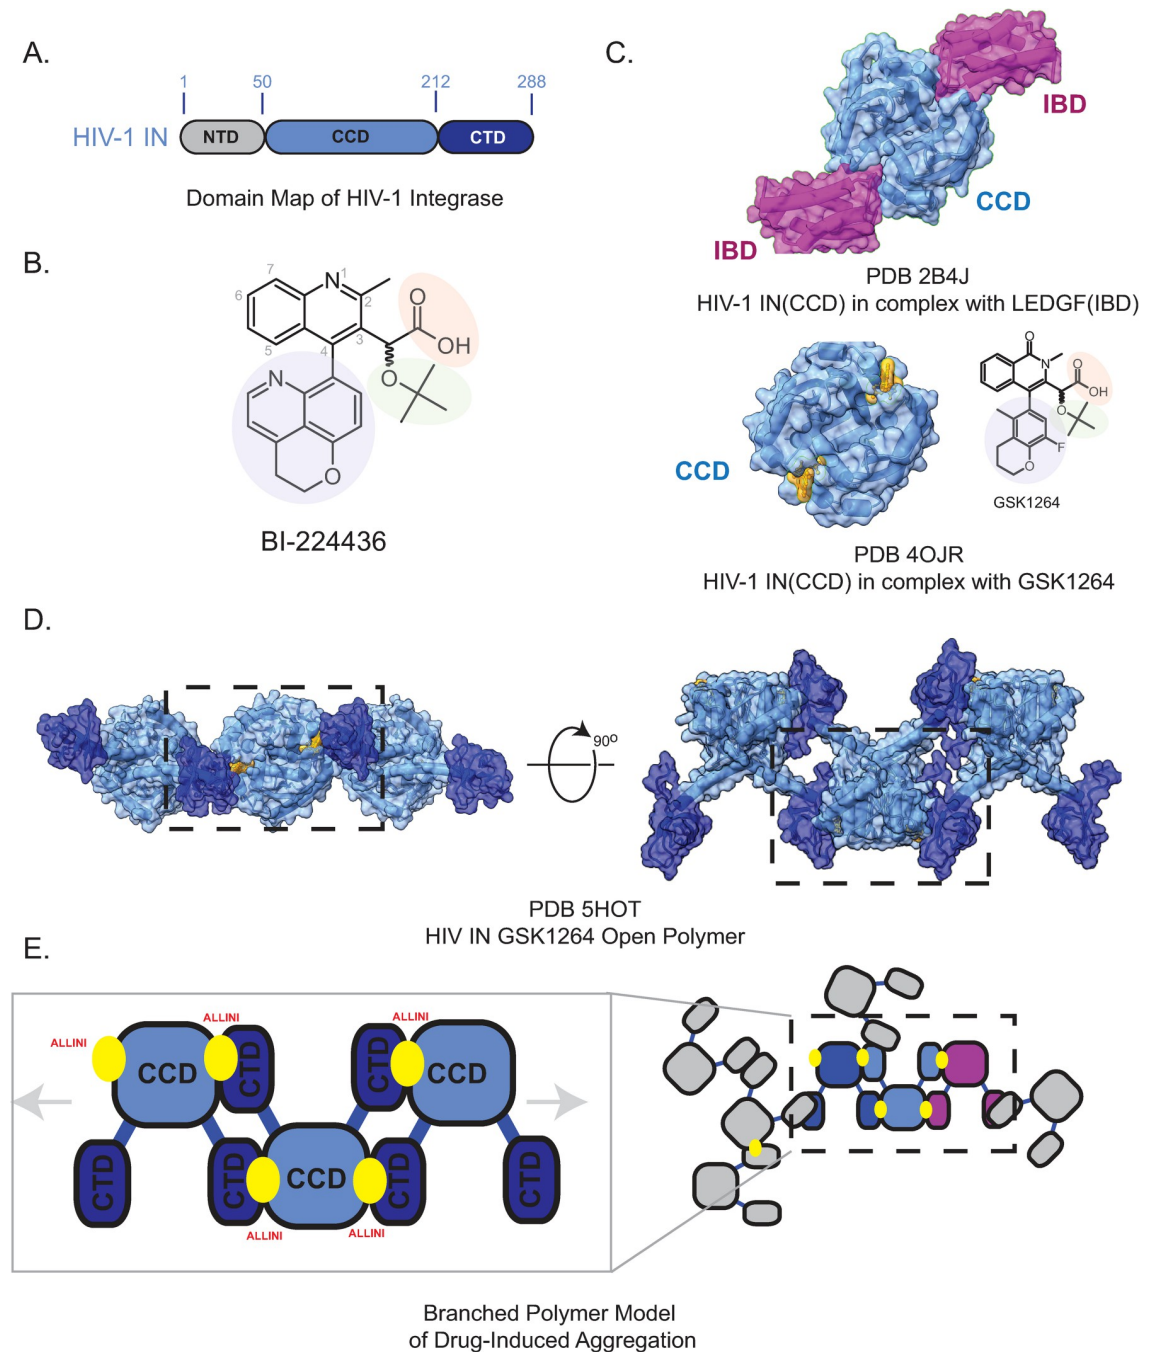 A.
1 50 212 288
HIV-1 IN NTD CCD CTD
Domain Map of HIV-1 Integrase
B.
7
6
5
N 1
2
3
4
O
OH
O
N
O
BI-224436
C.
IBD
CCD
IBD
PDB 2B4J
HIV-1 IN(CCD) in complex with LEDGF(IBD)
CCD
O
N
O
OH
O
F
O
GSK1264
PDB 4OJR
HIV-1 IN(CCD) in complex with GSK1264
D.
90o
PDB 5HOT
HIV IN GSK1264 Open Polymer
E.
ALLINI
ALLINI
ALLINI
CCD
CTD
CTD
CCD
CTD
CTD
CCD
CTD
CTD
ALLINI
ALLINI
Branched Polymer Model
of Drug-Induced Aggregation